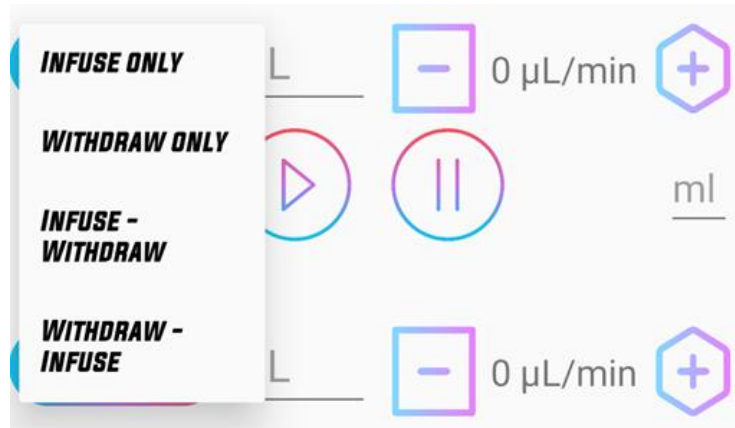 INFUSE ONLY
L
0 µL/min
WITHDRAW ONLY
INFUSE -
WITHDRAW
ml
WITHDRAW -
INFUSE
L
0 µL/min